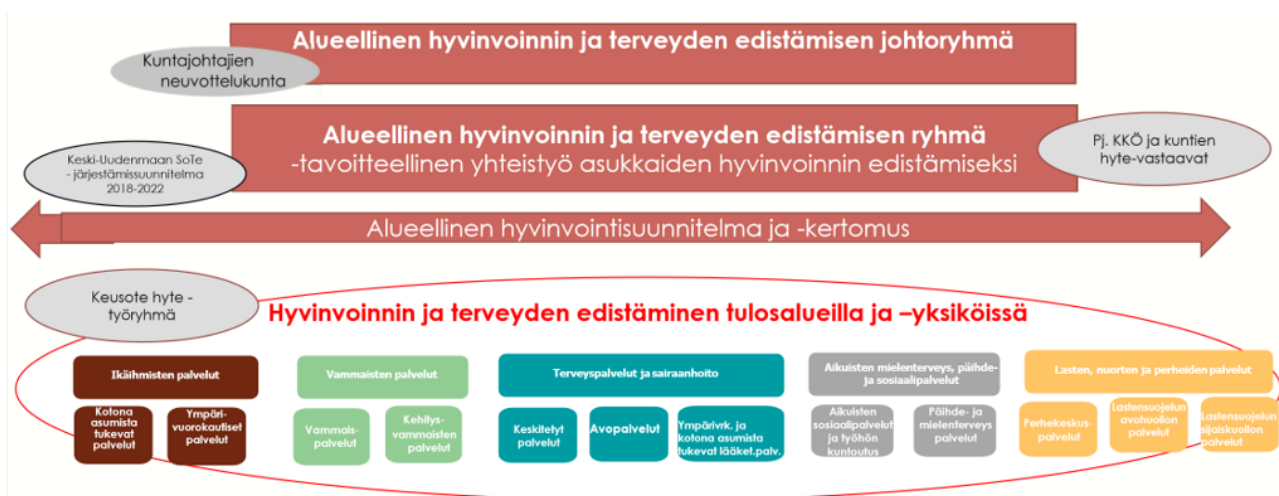 Alueellinen hyvinvoinnin ja terveyden edistämisen johtoryhmä
Kuntajohtajien
neuvottelukunta
Alueellinen hyvinvoinnin ja terveyden edistämisen ryhmä
-tavoitteellinen yhteistyö asukkaiden hyvinvoinnin edistämiseksi
Pj. KKÖ ja kuntien
hyte-vastaavat
Keski-Uudenmaan SoTe
- järjestämissuunnitelma
2018-2022
Alueellinen hyvinvointisuunnitelma ja -kertomus
Keusote hyte -
työryhmä
Hyvinvoinnin ja terveyden edistäminen tulosalueilla ja –yksiköissä
Ikäihmisten palvelut
Kotona
asumista
tukevat
palvelut
Ympäri-
vuorokautiset
palvelut
Vammaisten palvelut
Vammais-
palvelut
Kehitys-
vammaisten
palvelut
Terveyspalvelut ja sairaanhoito
Keskitetyt
palvelut
Avopalvelut
Ympärivrk. ja
kotona asumista
tukevat lääket.palv.
Aikuisten mielenterveys, päihde-
ja sosiaalipalvelut
Aikuisten
sosiaalipalvelut
ja työhön
kuntoutus
Päihde- ja
mielenterveys
palvelut
Lasten, nuorten ja perheiden palvelut
Perhekeskus-
palvelut
Lastensuojelun
avohuollon
palvelut
Lastensuojelun
sijaishuollon
palvelut